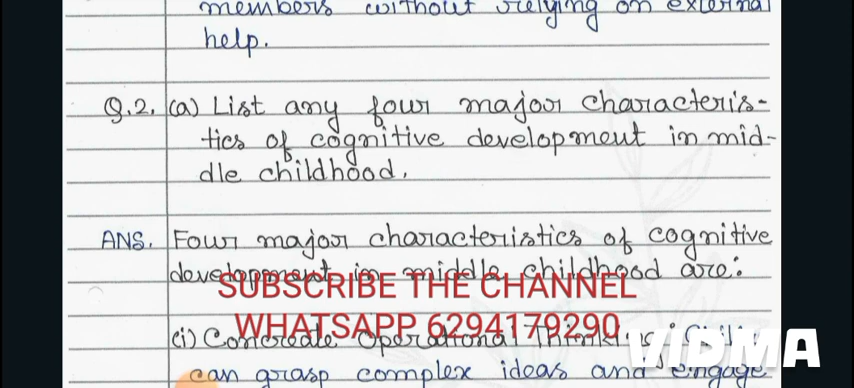 members without relying on external
help.
Q.2. (a) List any four major characteris-
tics of cognitive development in mid-
dle childhood.
ANS. Four major characteristics of cognitive
development in middle childhood are:
SUBSCRIBE THE CHANNEL
WHATSAPP 6294179290
(i) Concreate Operational
VIDMA
can grasp complex ideas and engage